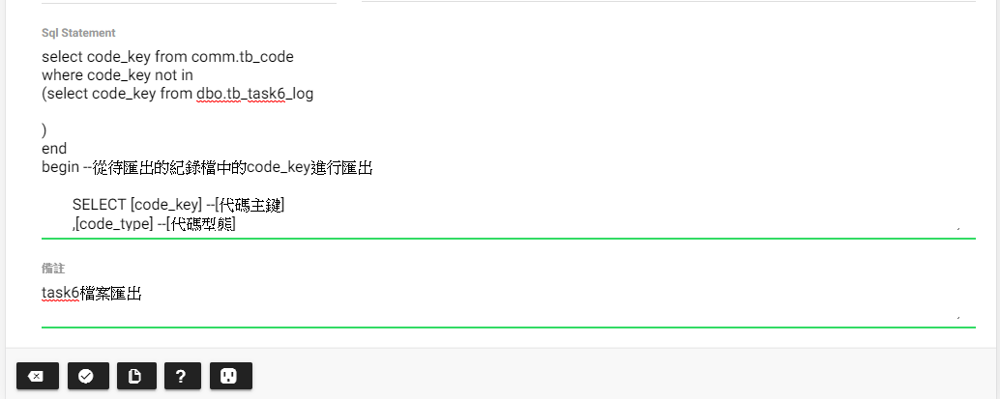 Sql Statement
select code_key from comm.tb_code
where code_key not in
(select code_key from dbo.tb_task6_log
)
end
begin --從待匯出的紀錄檔中的code_key進行匯出
SELECT [code_key] --[代碼主鍵]
,[code_type] --[代碼型態]
備註
task6檔案匯出
?